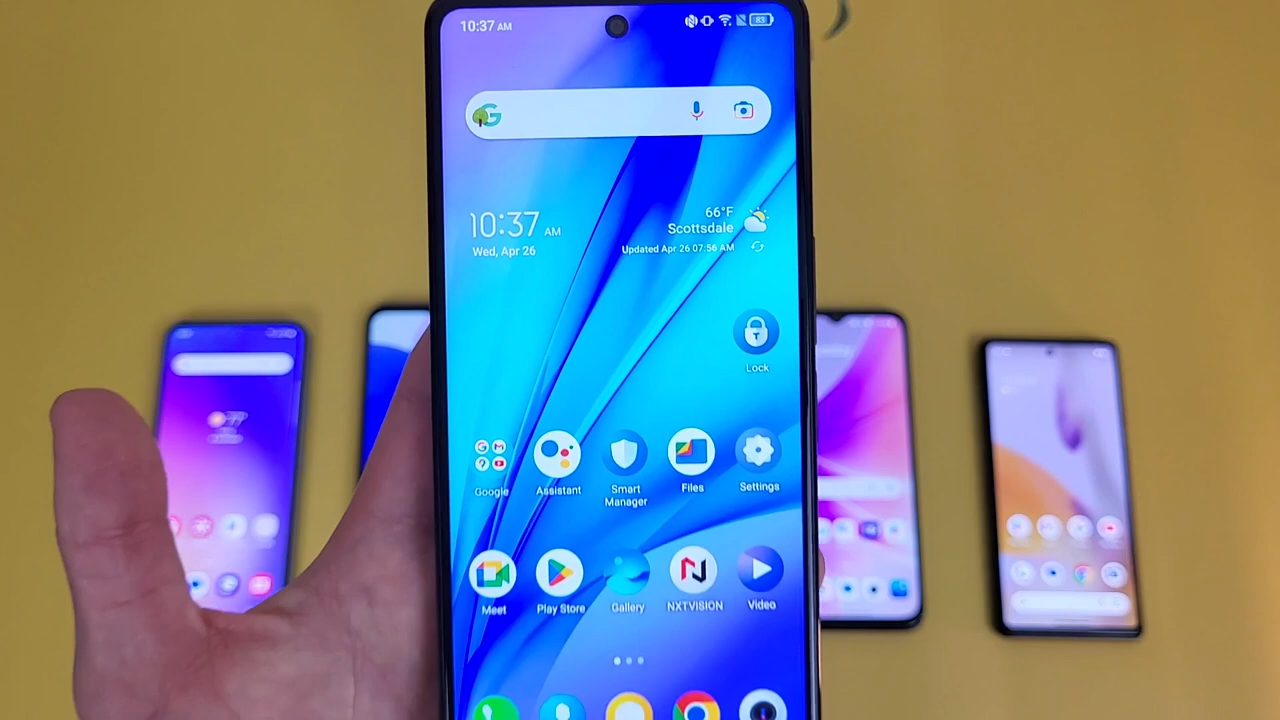 10:37 AM
83
10:37 AM
Wed, Apr 26
66°F
Scottsdale
Updated Apr 26 07:56 AM
Lock
Google
Assistant
Smart
Manager
Files
Settings
Meet
Play Store
Gallery
NXTVISION
Video